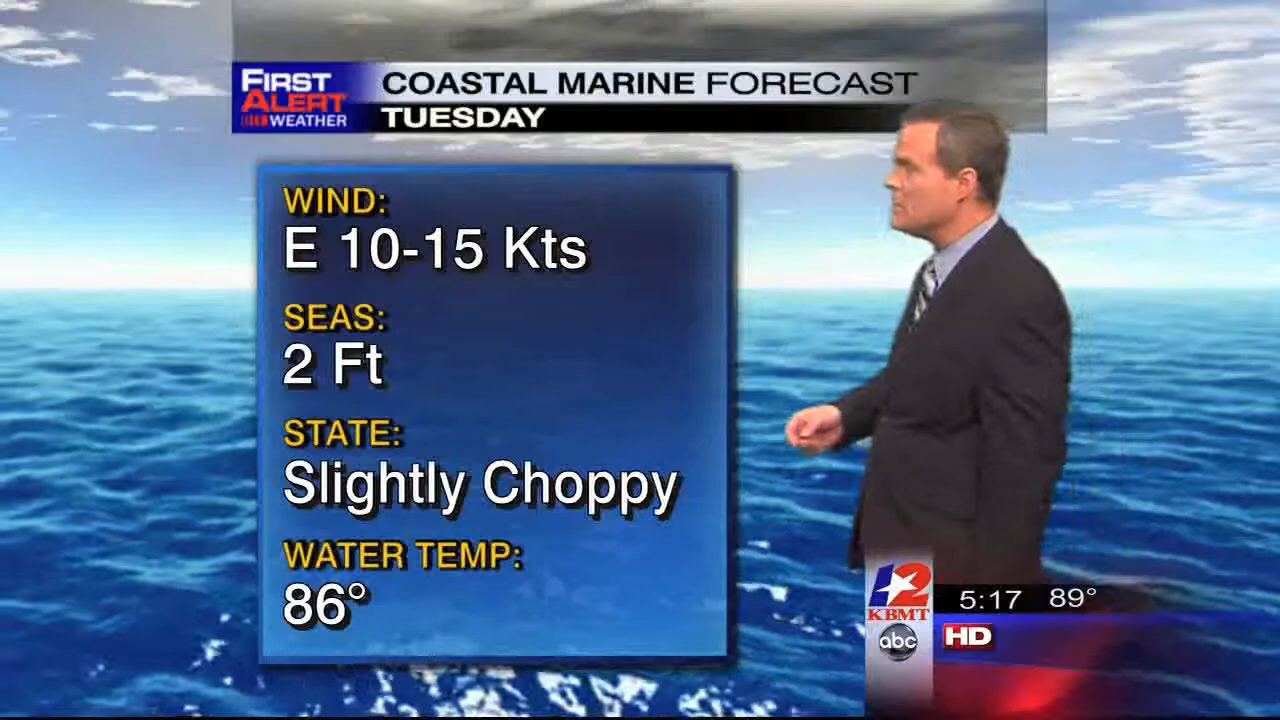 FIRST ALERT WEATHER
COASTAL MARINE FORECAST
TUESDAY
WIND:
E 10-15 Kts
SEAS:
2 Ft
STATE:
Slightly Choppy
WATER TEMP:
86°
2
KBMT
abc
5:17 89°
HD